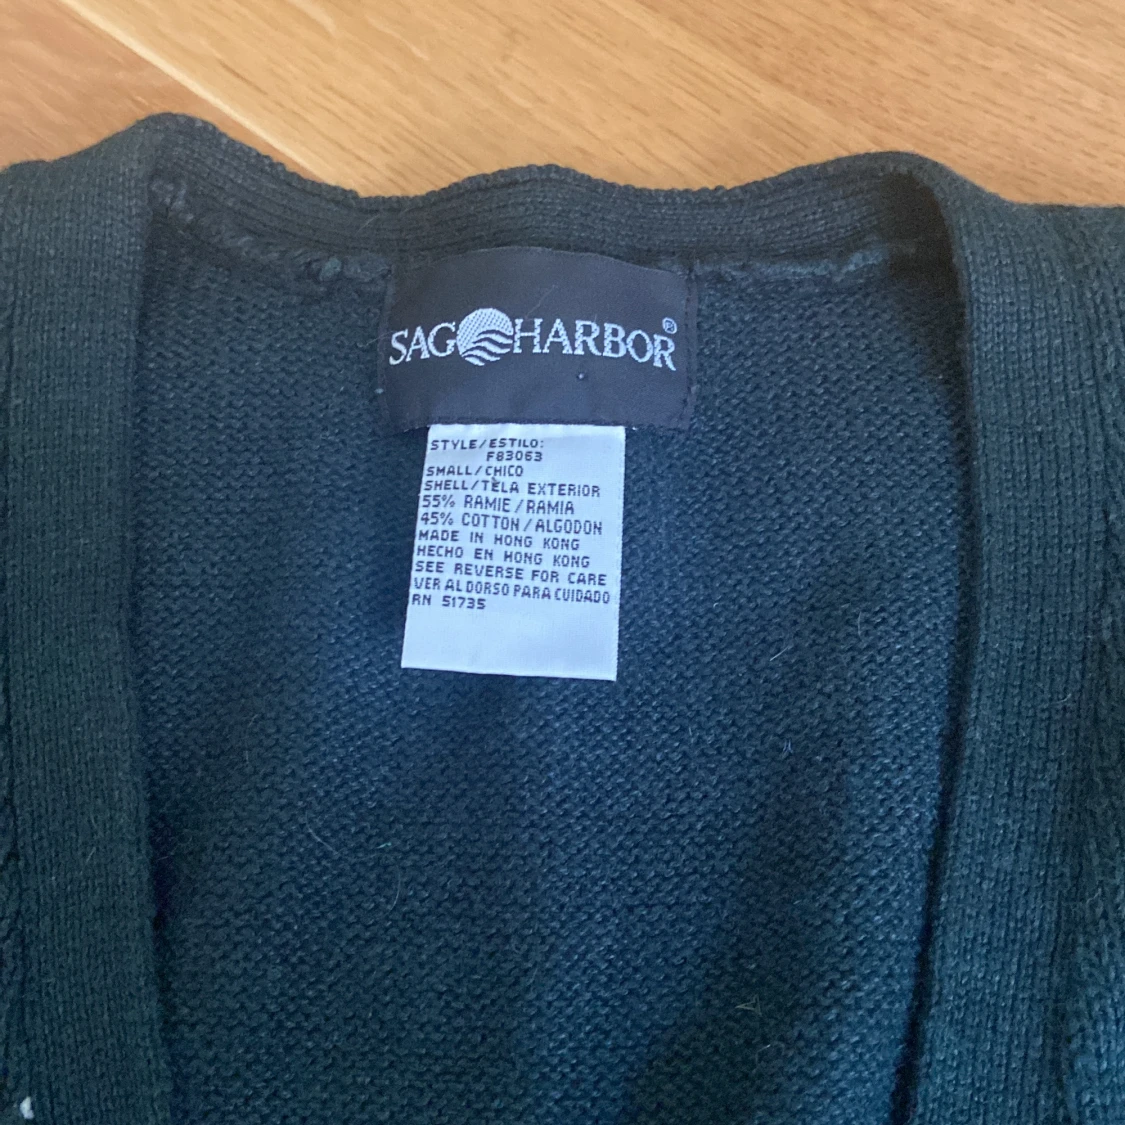 SAG HARBOR®
STYLE/ESTILO:
F83063
SMALL/CHICO
SHELL/TELA EXTERIOR
55% RAMIE/RAMIA
45% COTTON/ALGODON
MADE IN HONG KONG
HECHO EN HONG KONG
SEE REVERSE FOR CARE
VER AL DORSO PARA CUIDADO
RN 51735